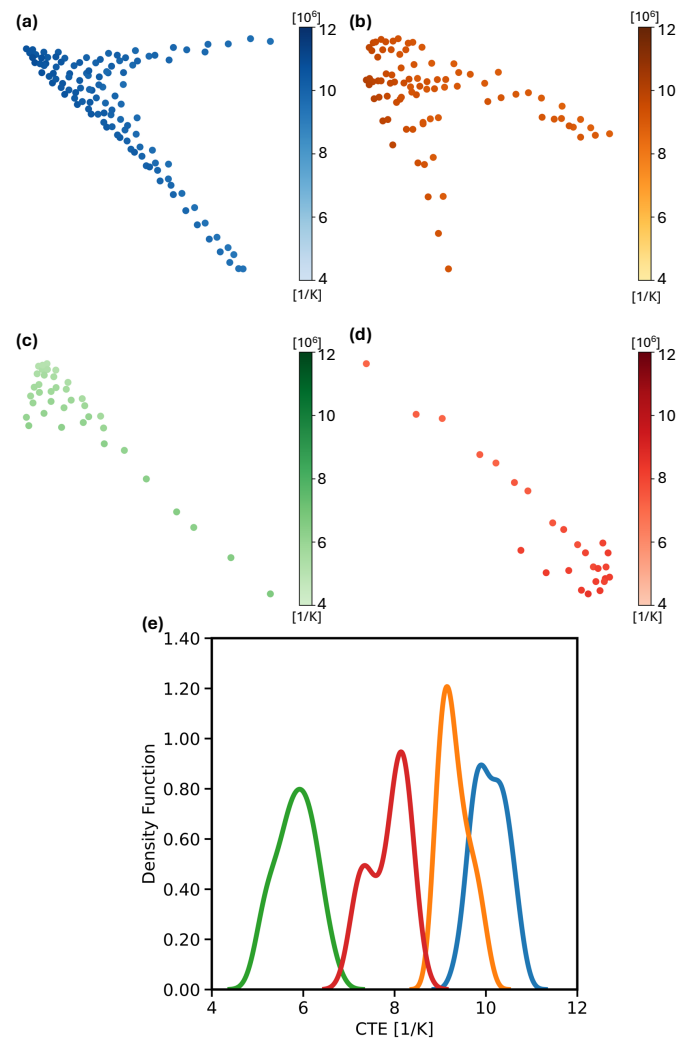 (a)
[10⁶]
12
10
8
6
4
[1/K]
(b)
[10⁶]
12
10
8
6
4
[1/K]
(c)
[10⁶]
12
10
8
6
4
[1/K]
(d)
[10⁶]
12
10
8
6
4
[1/K]
(e)
1.40
1.20
1.00
0.80
0.60
0.40
0.20
0.00
Density Function
4 6 8 10 12
CTE [1/K]